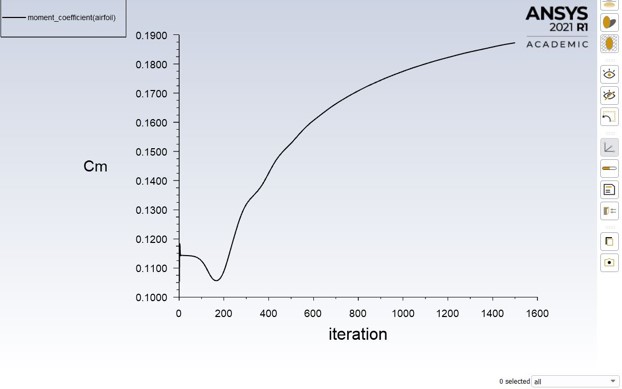 moment_coefficient(airfoil)
ANSYS
2021 R1
ACADEMIC
0.1900
0.1800
0.1700
0.1600
0.1500
0.1400
0.1300
0.1200
0.1100
0.1000
Cm
0 200 400 600 800 1000 1200 1400 1600
iteration
0 selected all